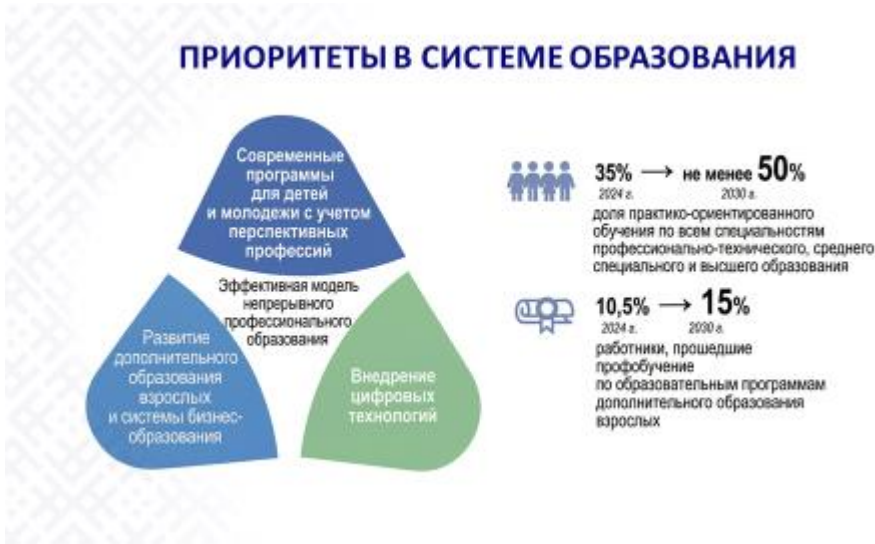 ПРИОРИТЕТЫ В СИСТЕМЕ ОБРАЗОВАНИЯ
Современные
программы
для детей
и молодежи с учетом
перспективных
профессий
Эффективная модель
непрерывного
профессионального
образования
Развитие
дополнительного
образования
взрослых
и системы бизнес-
образования
Внедрение
цифровых
технологий
35% → не менее 50%
2024 г. 2030 г.
доля практико-ориентированного
обучения по всем специальностям
профессионально-технического, среднего
специального и высшего образования
10,5% → 15%
2024 г. 2030 г.
работники, прошедшие
профобучение
по образовательным программам
дополнительного образования
взрослых